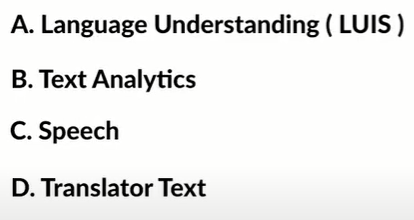 A. Language Understanding ( LUIS )
B. Text Analytics
C. Speech
D. Translator Text